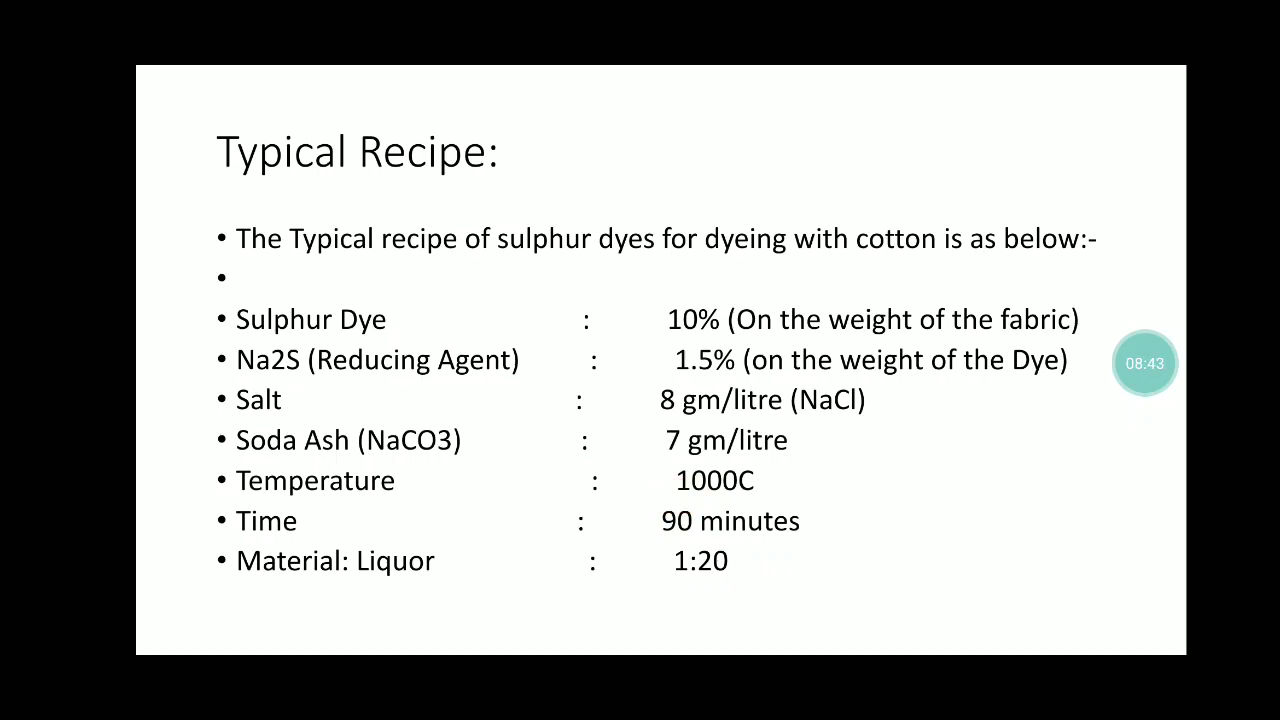 Typical Recipe:
• The Typical recipe of sulphur dyes for dyeing with cotton is as below:-
•
• Sulphur Dye : 10% (On the weight of the fabric)
• Na2S (Reducing Agent) : 1.5% (on the weight of the Dye)
• Salt : 8 gm/litre (NaCl)
• Soda Ash (NaCO3) : 7 gm/litre
• Temperature : 1000C
• Time : 90 minutes
• Material: Liquor : 1:20
08:43